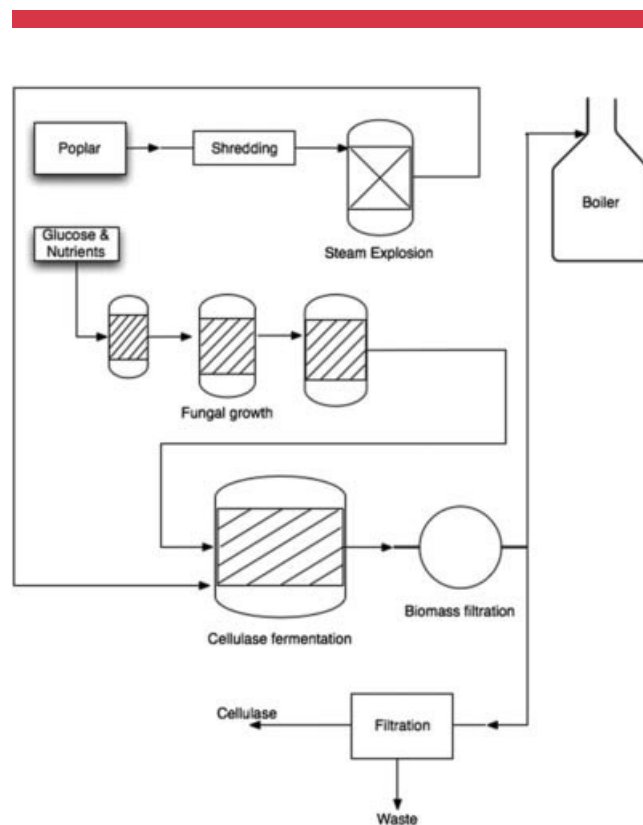 Poplar
Shredding
Steam Explosion
Boiler
Glucose &
Nutrients
Fungal growth
Cellulase fermentation
Biomass filtration
Cellulase
Filtration
Waste